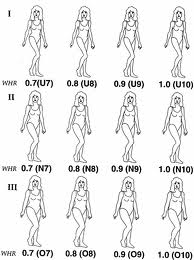 I
WHR 0.7(U7) 0.8 (U8) 0.9 (U9) 1.0 (U10)
II
WHR 0.7 (N7) 0.8 (N8) 0.9 (N9) 1.0 (N10)
III
WHR 0.7 (O7) 0.8 (O8) 0.9 (O9) 1.0 (O10)